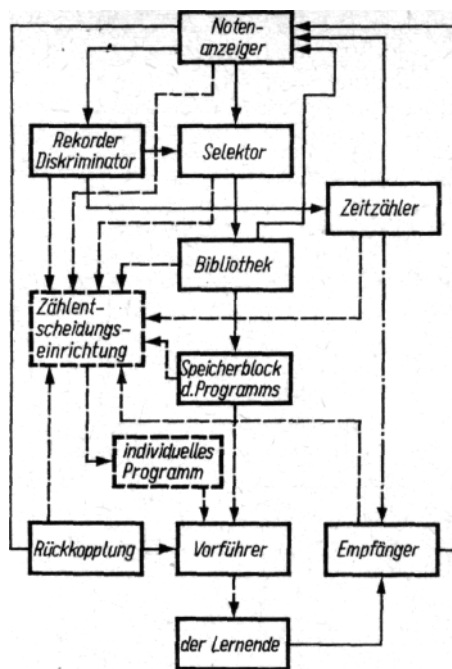 Noten-
anzeiger
Rekorder
Diskriminator
Selektor
Zeitzähler
Bibliothek
Zählent-
scheidungs-
einrichtung
Speicherblock
d. Programms
individuelles
Programm
Rückkopplung
Vorführer
Empfänger
der Lernende